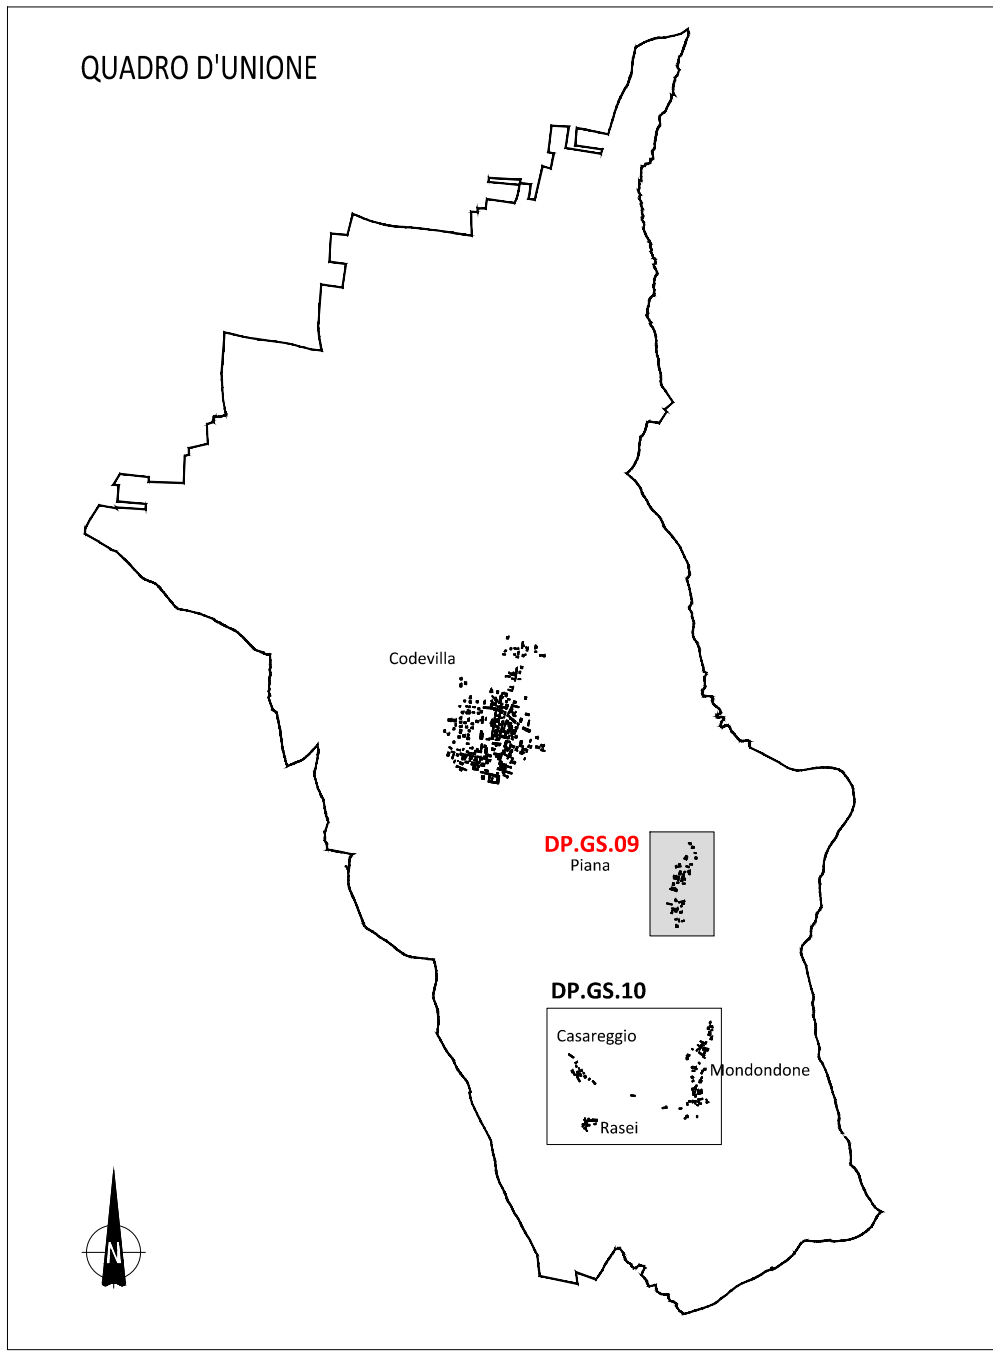 QUADRO D'UNIONE
Codevilla
DP.GS.09
Piana
DP.GS.10
Casareggio
Mondondone
Rasei
N